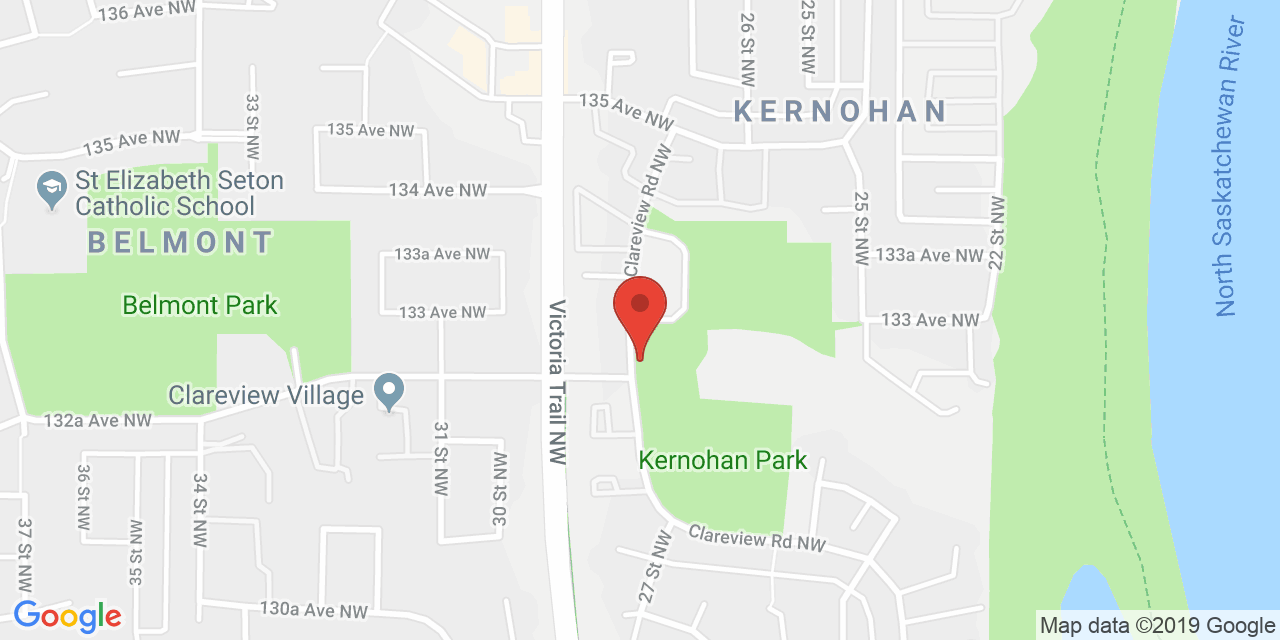 136 Ave NW
26 St NW
25 St NW
North Saskatchewan River
33 St NW
135 Ave NW
135 Ave NW
135 Ave NW
KERNOHAN
Clareview Rd NW
St Elizabeth Seton
Catholic School
134 Ave NW
25 St NW
22 St NW
BELMONT
133a Ave NW
133a Ave NW
Belmont Park
133 Ave NW
133 Ave NW
Victoria Trail NW
Clareview Village
132a Ave NW
31 St NW
30 St NW
Kernohan Park
36 St NW
34 St NW
37 St NW
35 St NW
Clareview Rd NW
27 St NW
130a Ave NW
Google
Map data ©2019 Google